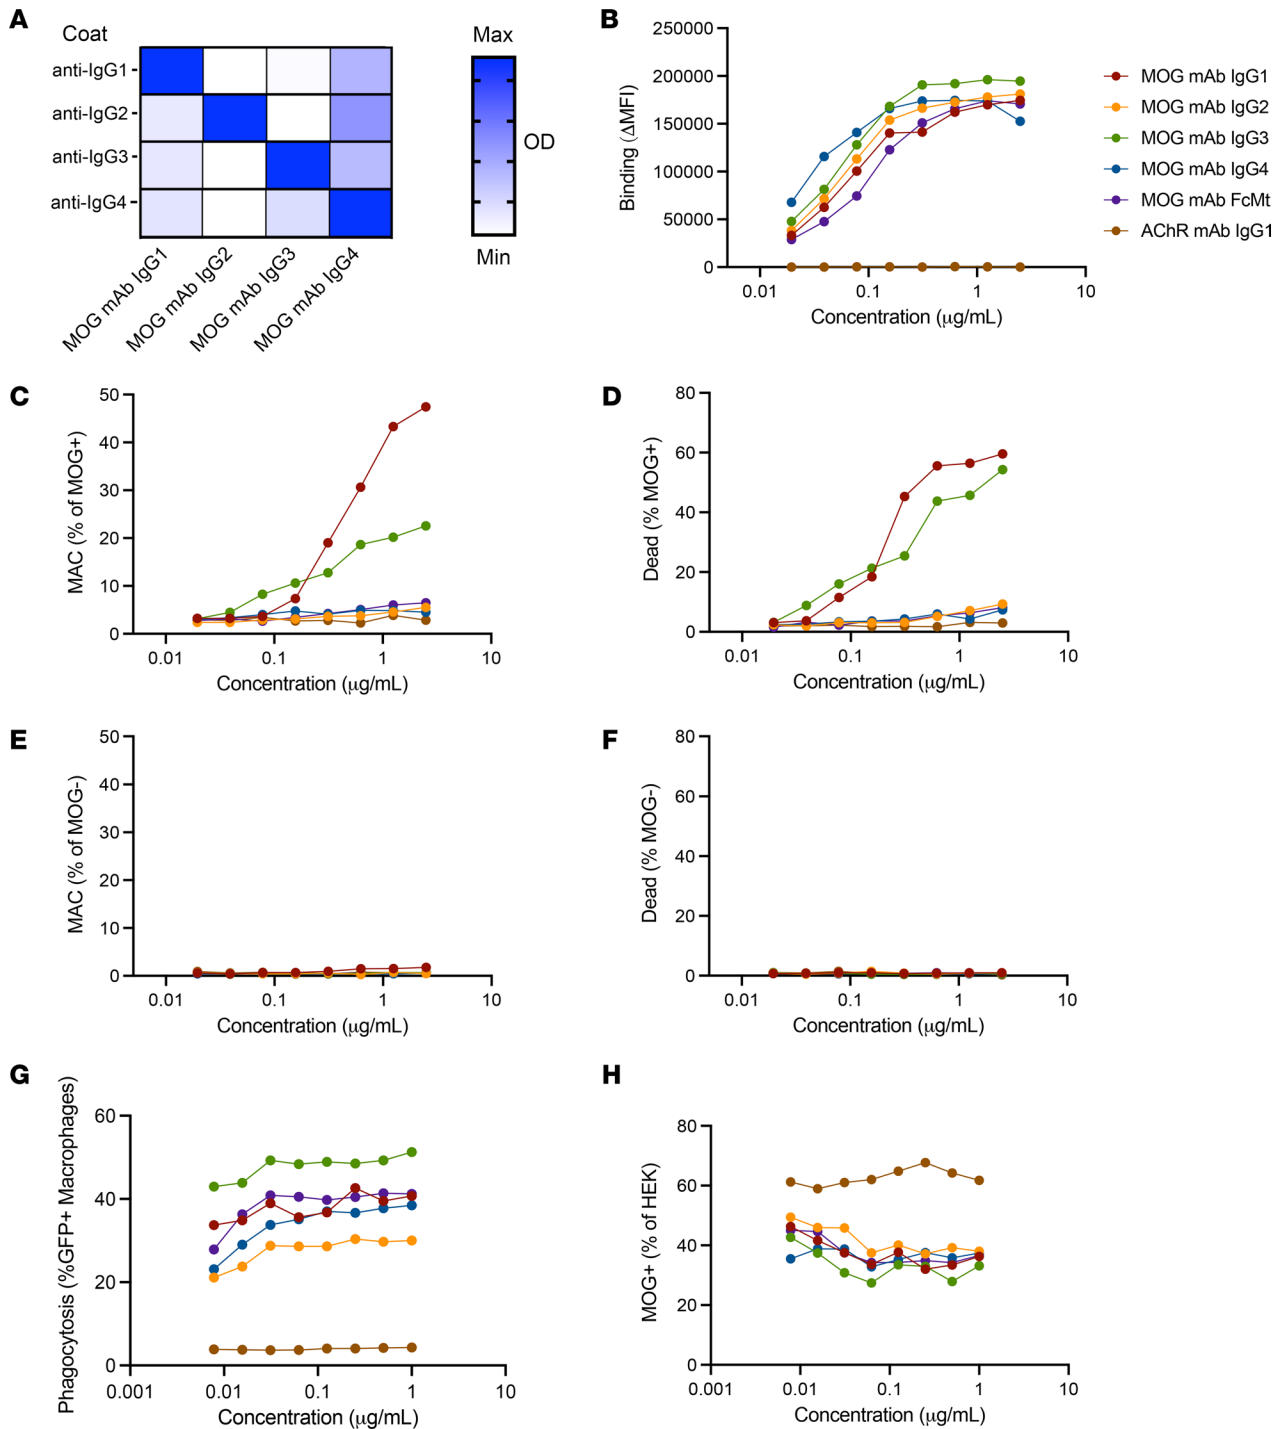 A
Coat
anti-IgG1
anti-IgG2
anti-IgG3
anti-IgG4
MOG mAb IgG1
MOG mAb IgG2
MOG mAb IgG3
MOG mAb IgG4
Max
OD
Min
B
Binding (ΔMFI)
250000
200000
150000
100000
50000
0
0.01
0.1
1
10
Concentration (μg/mL)
MOG mAb IgG1
MOG mAb IgG2
MOG mAb IgG3
MOG mAb IgG4
MOG mAb FcMt
AChR mAb IgG1
C
MAC (% of MOG+)
50
40
30
20
10
0
0.01
0.1
1
10
Concentration (μg/mL)
D
Dead (% MOG+)
80
60
40
20
0
0.01
0.1
1
10
Concentration (μg/mL)
E
MAC (% of MOG-)
50
40
30
20
10
0
0.01
0.1
1
10
Concentration (μg/mL)
F
Dead (% MOG-)
80
60
40
20
0
0.01
0.1
1
10
Concentration (μg/mL)
G
Phagocytosis (%GFP+ Macrophages)
60
40
20
0
0.001
0.01
0.1
1
10
Concentration (μg/mL)
H
MOG+ (% of HEK)
80
60
40
20
0
0.001
0.01
0.1
1
10
Concentration (μg/mL)